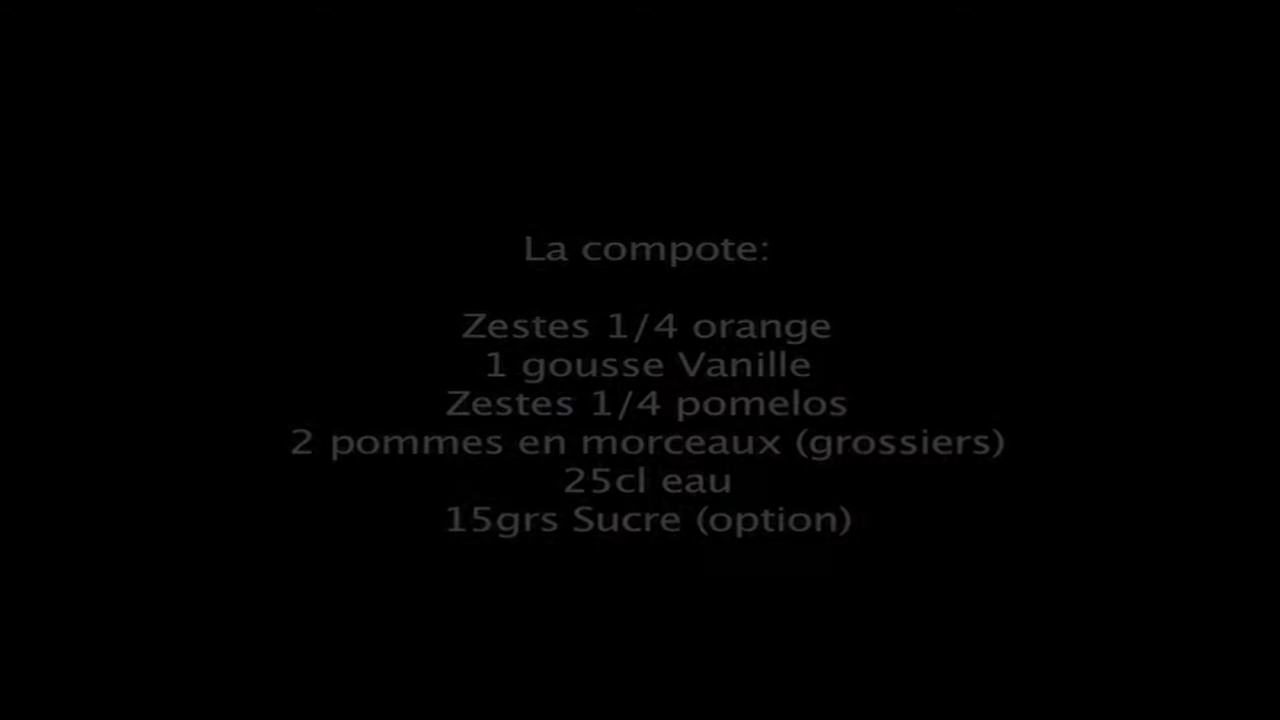 La compote:
Zestes 1/4 orange
1 gousse Vanille
Zestes 1/4 pomelos
2 pommes en morceaux (grossiers)
25cl eau
15grs Sucre (option)